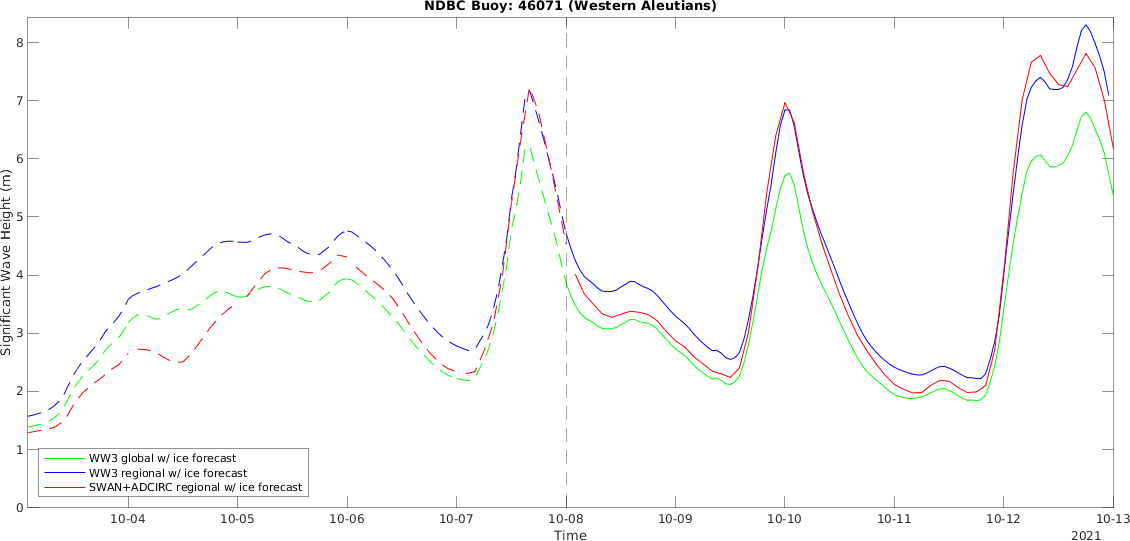 NDBC Buoy: 46071 (Western Aleutians)
Significant Wave Height (m)
8
7
6
5
4
3
2
1
0
WW3 global w/ ice forecast
WW3 regional w/ ice forecast
SWAN+ADCIRC regional w/ ice forecast
10-04 10-05 10-06 10-07 10-08 10-09 10-10 10-11 10-12 10-13
Time
2021